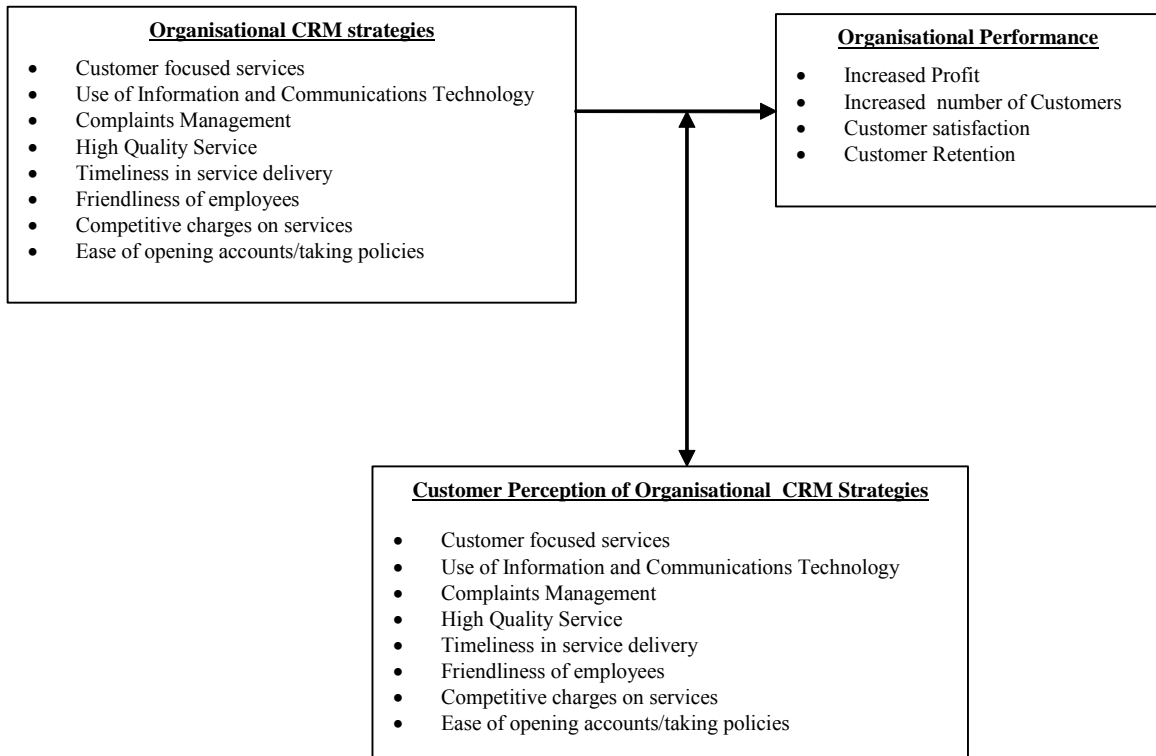 Organisational CRM strategies
• Customer focused services
• Use of Information and Communications Technology
• Complaints Management
• High Quality Service
• Timeliness in service delivery
• Friendliness of employees
• Competitive charges on services
• Ease of opening accounts/taking policies
Organisational Performance
• Increased Profit
• Increased number of Customers
• Customer satisfaction
• Customer Retention
Customer Perception of Organisational CRM Strategies
• Customer focused services
• Use of Information and Communications Technology
• Complaints Management
• High Quality Service
• Timeliness in service delivery
• Friendliness of employees
• Competitive charges on services
• Ease of opening accounts/taking policies